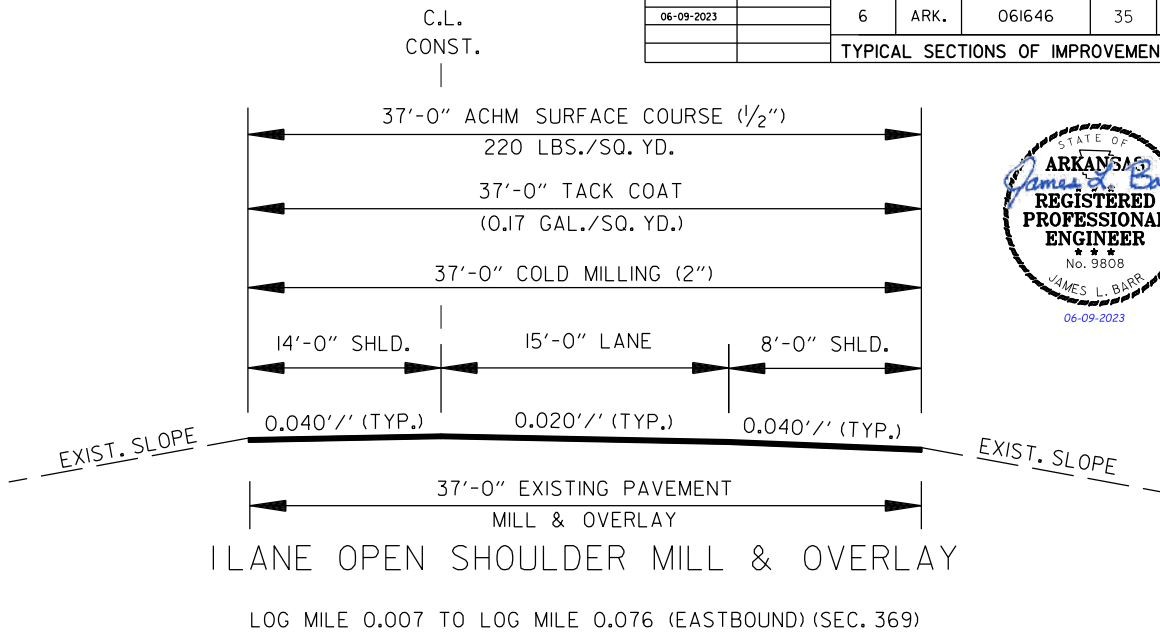 C.L.
CONST.
06-09-2023 6 ARK. 061646 35
TYPICAL SECTIONS OF
37'-0" ACHM SURFACE COURSE (1/2")
220 LBS./SQ. YD.
37'-0" TACK COAT
(0.17 GAL./SQ. YD.)
37'-0" COLD MILLING (2")
14'-0" SHLD. 15'-0" LANE 8'-0" SHLD.
0.040'/' (TYP.) 0.020'/' (TYP.) 0.040'/' (TYP.)
EXIST. SLOPE
EXIST. SLOPE
37'-0" EXISTING PAVEMENT
MILL & OVERLAY
1 LANE OPEN SHOULDER MILL & OVERLAY
LOG MILE 0.007 TO LOG MILE 0.076 (EASTBOUND) (SEC. 369)
STATE OF
ARKANSAS
James L.
REGISTERED
PROFESSIONAL
ENGINEER
No. 9808
JAMES L. BARR
06-09-2023